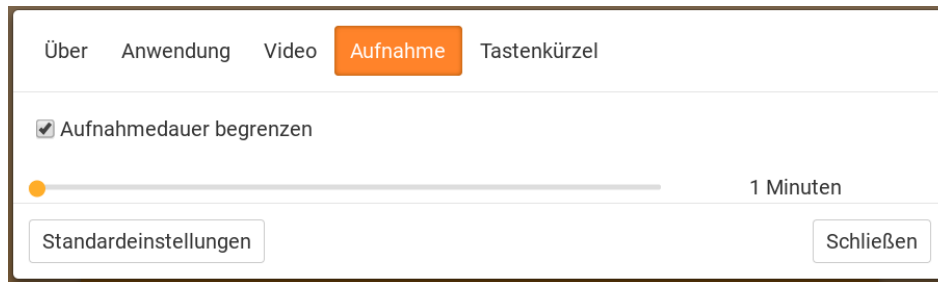 Über Anwendung Video Aufnahme Tastenkürzel
Aufnahmedauer begrenzen
1 Minuten
Standardeinstellungen Schließen